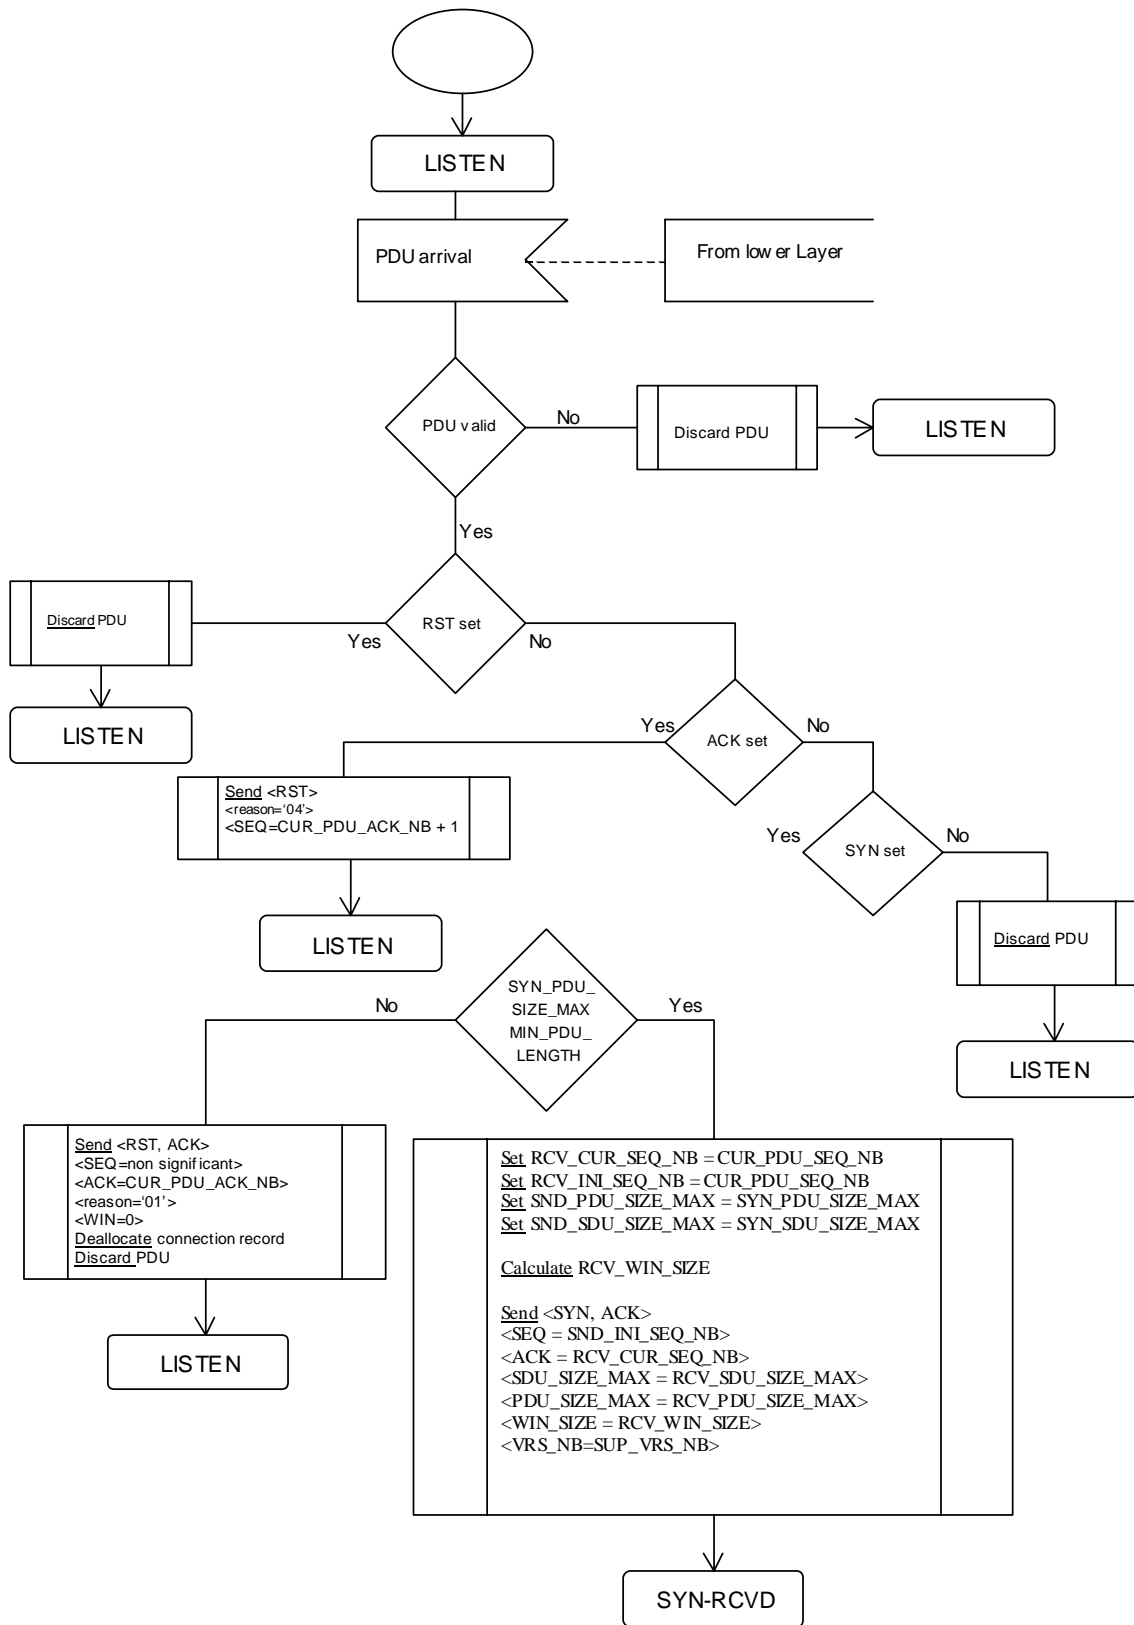 LISTEN
PDU arrival
From lower Layer
PDU valid
No
Discard PDU
LISTEN
Yes
Discard PDU
Yes
RST set
No
LISTEN
Yes
ACK set
No
Send <RST>
<reason=‘04’>
<SEQ=CUR_PDU_ACK_NB + 1
Yes
SYN set
No
LISTEN
Discard PDU
LISTEN
No
SYN_PDU_
SIZE_MAX
MIN_PDU_
LENGTH
Yes
Send <RST, ACK>
<SEQ=non significant>
<ACK=CUR_PDU_ACK_NB>
<reason=‘01’>
<WIN=0>
Deallocate connection record
Discard PDU
LISTEN
Set RCV_CUR_SEQ_NB = CUR_PDU_SEQ_NB
Set RCV_INI_SEQ_NB = CUR_PDU_SEQ_NB
Set SND_PDU_SIZE_MAX = SYN_PDU_SIZE_MAX
Set SND_SDU_SIZE_MAX = SYN_SDU_SIZE_MAX
Calculate RCV_WIN_SIZE
Send <SYN, ACK>
<SEQ = SND_INI_SEQ_NB>
<ACK = RCV_CUR_SEQ_NB>
<SDU_SIZE_MAX = RCV_SDU_SIZE_MAX>
<PDU_SIZE_MAX = RCV_PDU_SIZE_MAX>
<WIN_SIZE = RCV_WIN_SIZE>
<VRS_NB=SUP_VRS_NB>
SYN-RCVD